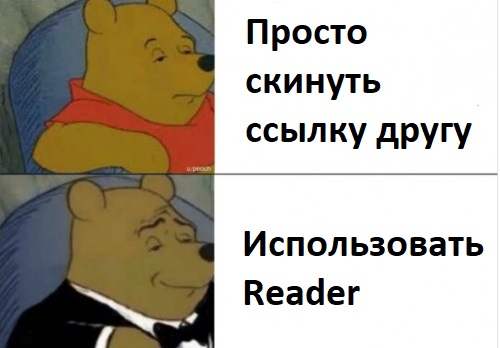 Просто
скинуть
ссылку другу
Использовать
Reader